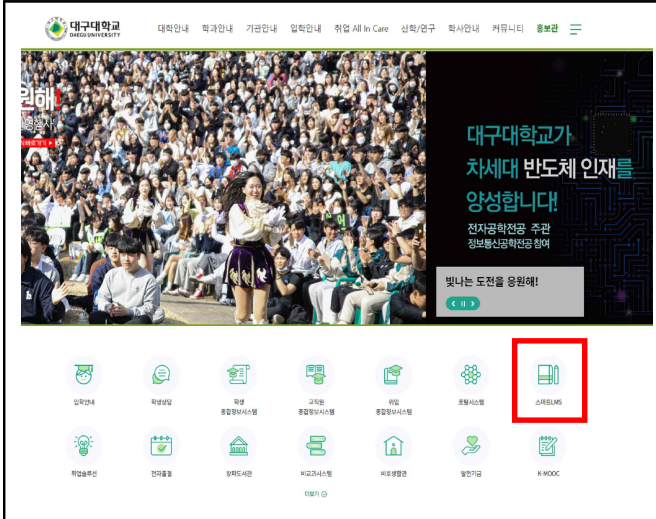 대구대학교
DAEGU UNIVERSITY
대학안내 학과안내 기관안내 입학안내 취업 All In Care 산학/연구 학사안내 커뮤니티 홍보관
원해!
대구대학교가
차세대 반도체 인재를
양성합니다!
전자공학전공 주관
정보통신공학전공 참여
빛나는 도전을 응원해!
입학안내 학생상담 학생 교직원 위임 포털시스템 스마트LMS
종합정보시스템 종합정보시스템 종합정보시스템
취업솔루션 전자출결 창파도서관 비교과시스템 비호생활관 발전기금 K-MOOC
더보기